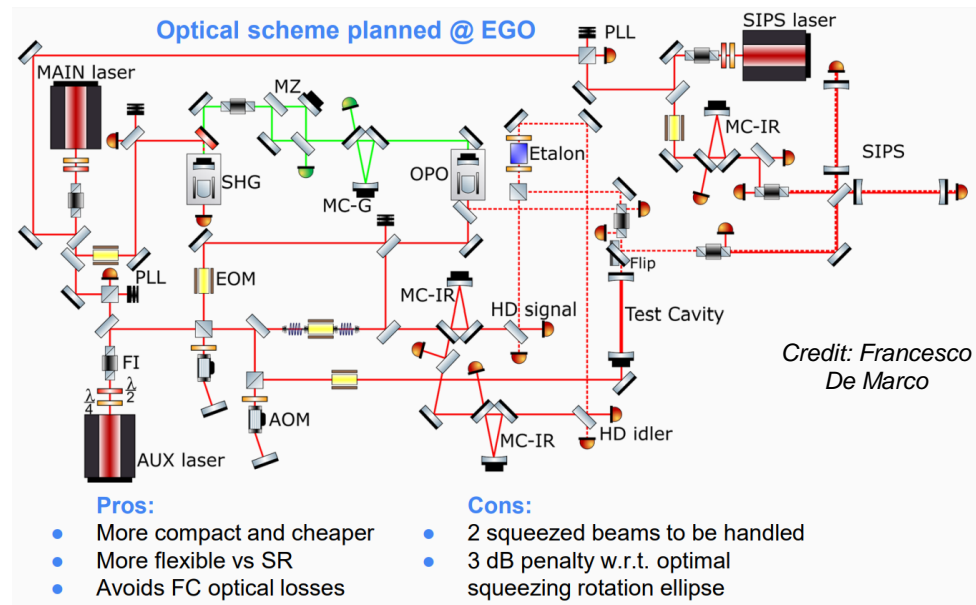 Optical scheme planned @ EGO
PLL
SIPS laser
MAIN laser
MZ
MC-IR
Etalon
SIPS
SHG
OPO
MC-G
PLL
EOM
Flip
MC-IR
HD signal
Test Cavity
FI
λ/4
λ/2
AOM
MC-IR
HD idler
AUX laser
Credit: Francesco
De Marco
Pros:
● More compact and cheaper
● More flexible vs SR
● Avoids FC optical losses
Cons:
● 2 squeezed beams to be handled
● 3 dB penalty w.r.t. optimal
squeezing rotation ellipse